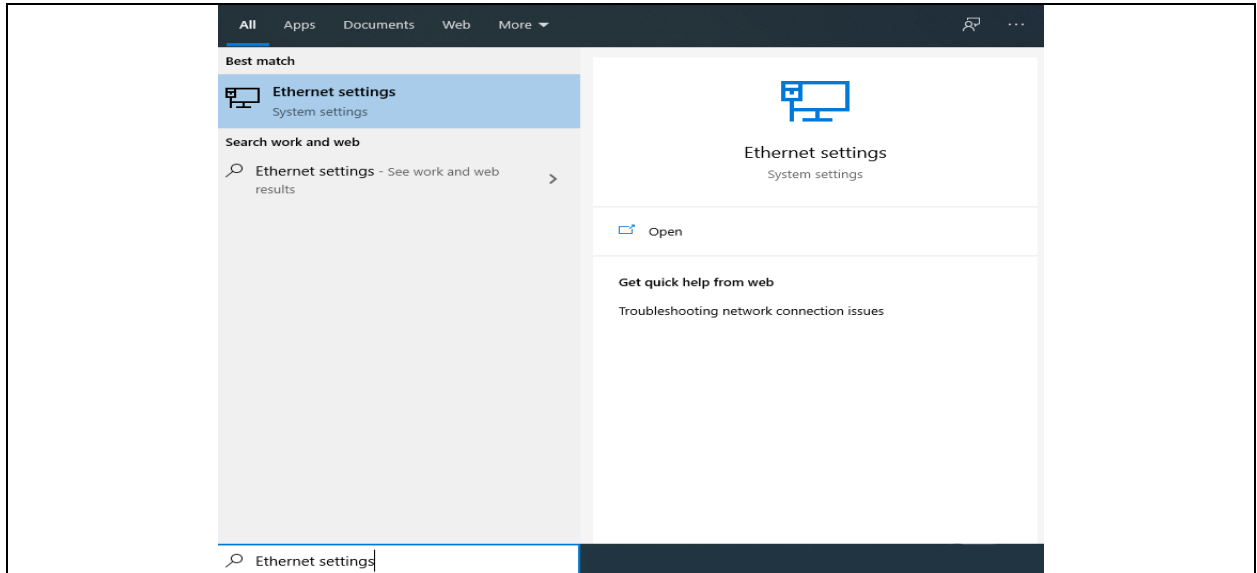 All Apps Documents Web More
Best match
Ethernet settings
System settings
Search work and web
Ethernet settings - See work and web
results
Ethernet settings
System settings
Open
Get quick help from web
Troubleshooting network connection issues
Ethernet settings